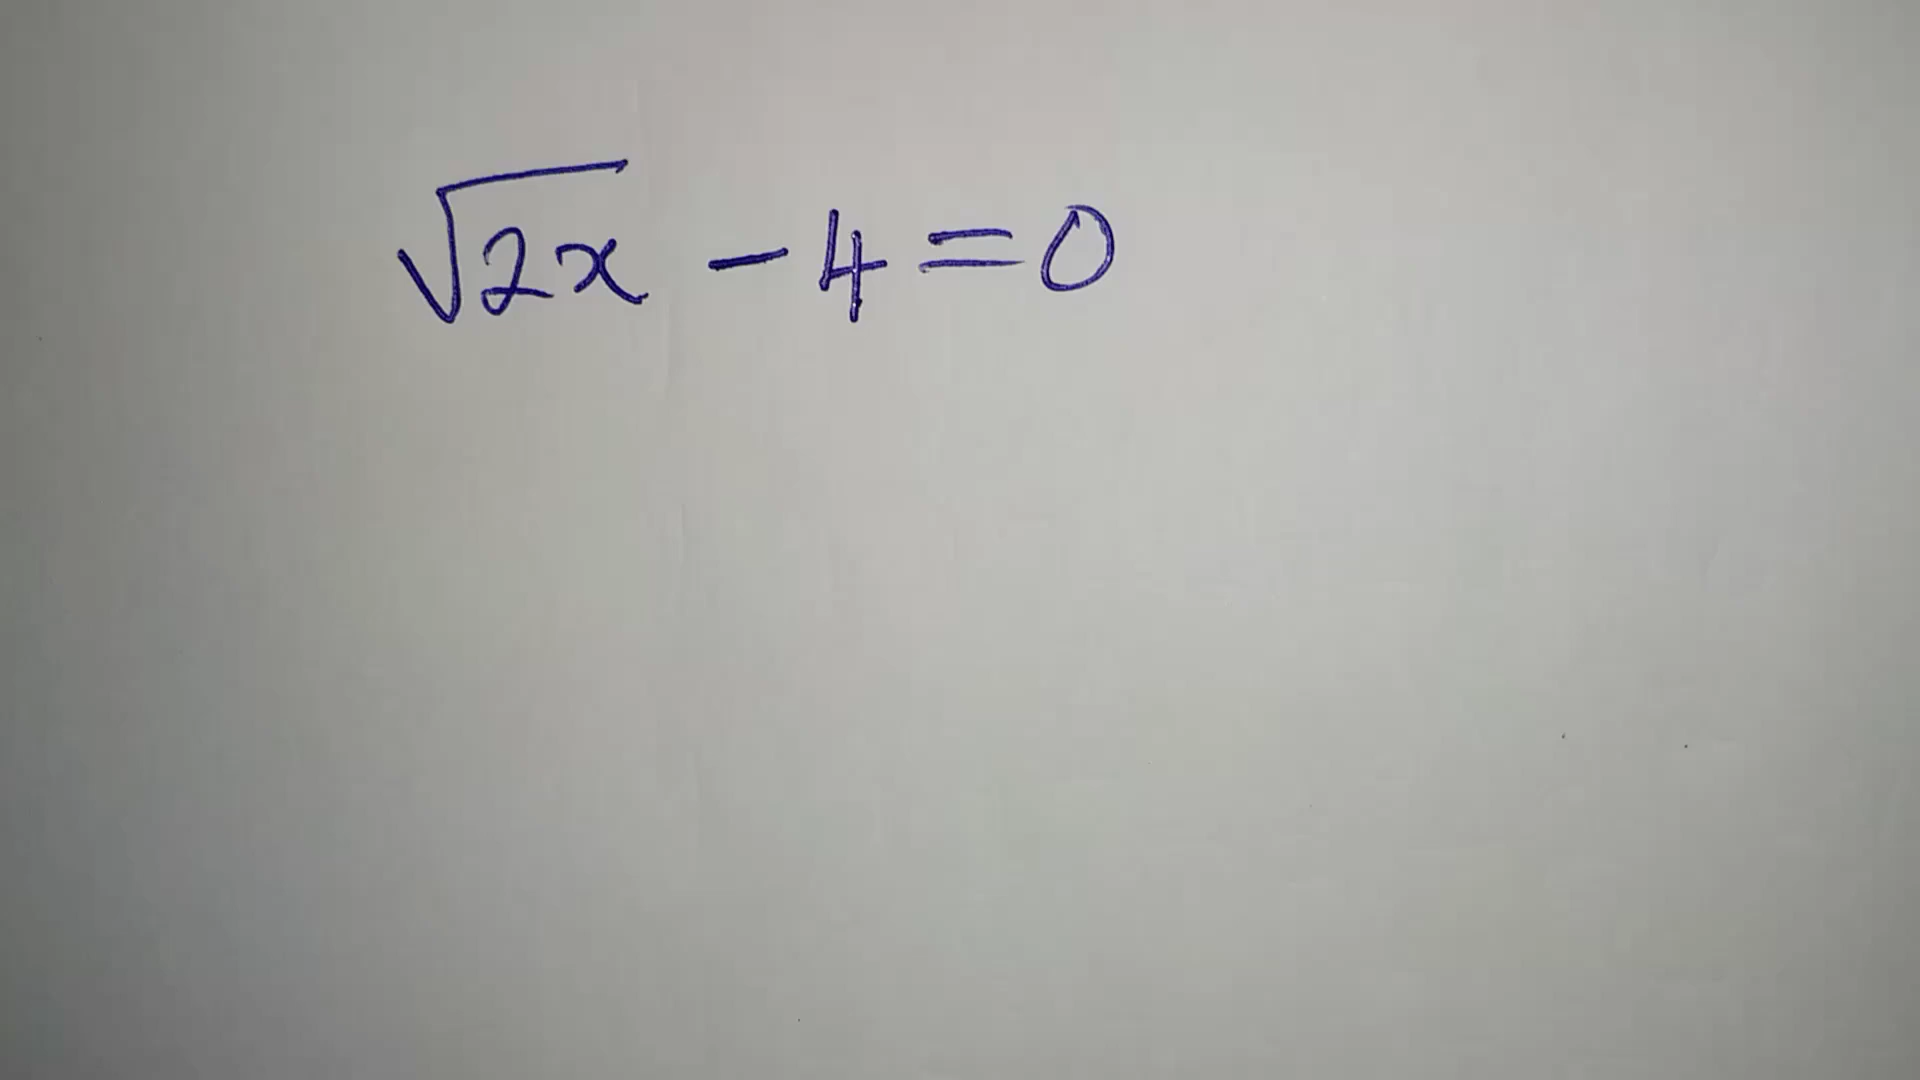 √2x - 4 = 0